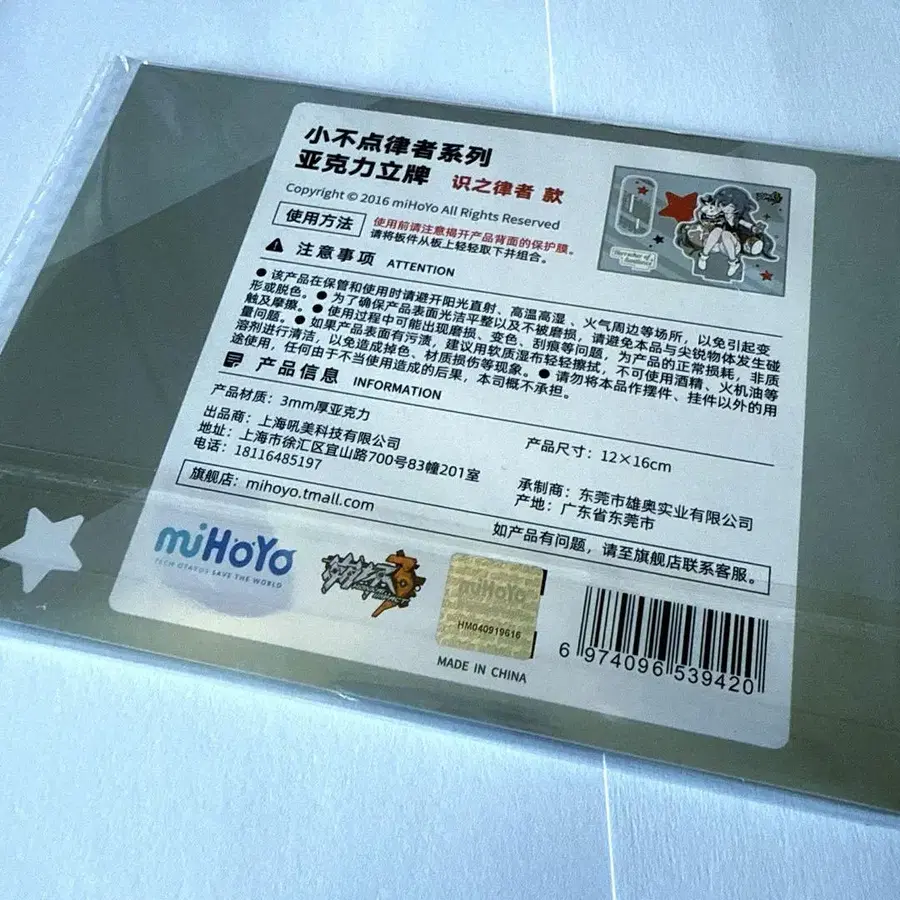 小不点律者系列
亚克力立牌 识之律者 款
Copyright © 2016 miHoYo All Rights Reserved
使用方法
使用前请注意揭开产品背面的保护膜。
请将板件从板上轻轻取下并组合。
注意事项 ATTENTION
● 该产品在保管和使用时请避开阳光直射、高温高湿、火气周边等场所，以免引起变
形或脱色。● 为了确保产品表面光洁平整以及不被磨损，请避免本品与尖锐物体发生碰
触及摩擦。● 使用过程中可能出现磨损、变色、刮痕等问题，为产品的正常损耗，非质
量问题。● 如果产品表面有污渍，建议用软质湿布轻轻擦拭，不可使用酒精、火机油等
溶剂进行清洁，以免造成掉色、材质损伤等现象。● 请勿将本品作摆件、挂件以外的用
途使用，任何由于不当使用造成的后果，本司概不承担。
产品信息 INFORMATION
产品材质：3mm厚亚克力
产品尺寸：12×16cm
出品商：上海吼美科技有限公司
地址：上海市徐汇区宜山路700号83幢201室
电话：18116485197
承制商：东莞市雄奥实业有限公司
产地：广东省东莞市
旗舰店：mihoyo.tmall.com
如产品有问题，请至旗舰店联系客服。
miHoYo
TECH OTAKUS SAVE THE WORLD
崩坏3
miHoYo
HM040919616
MADE IN CHINA
6 974096 539420